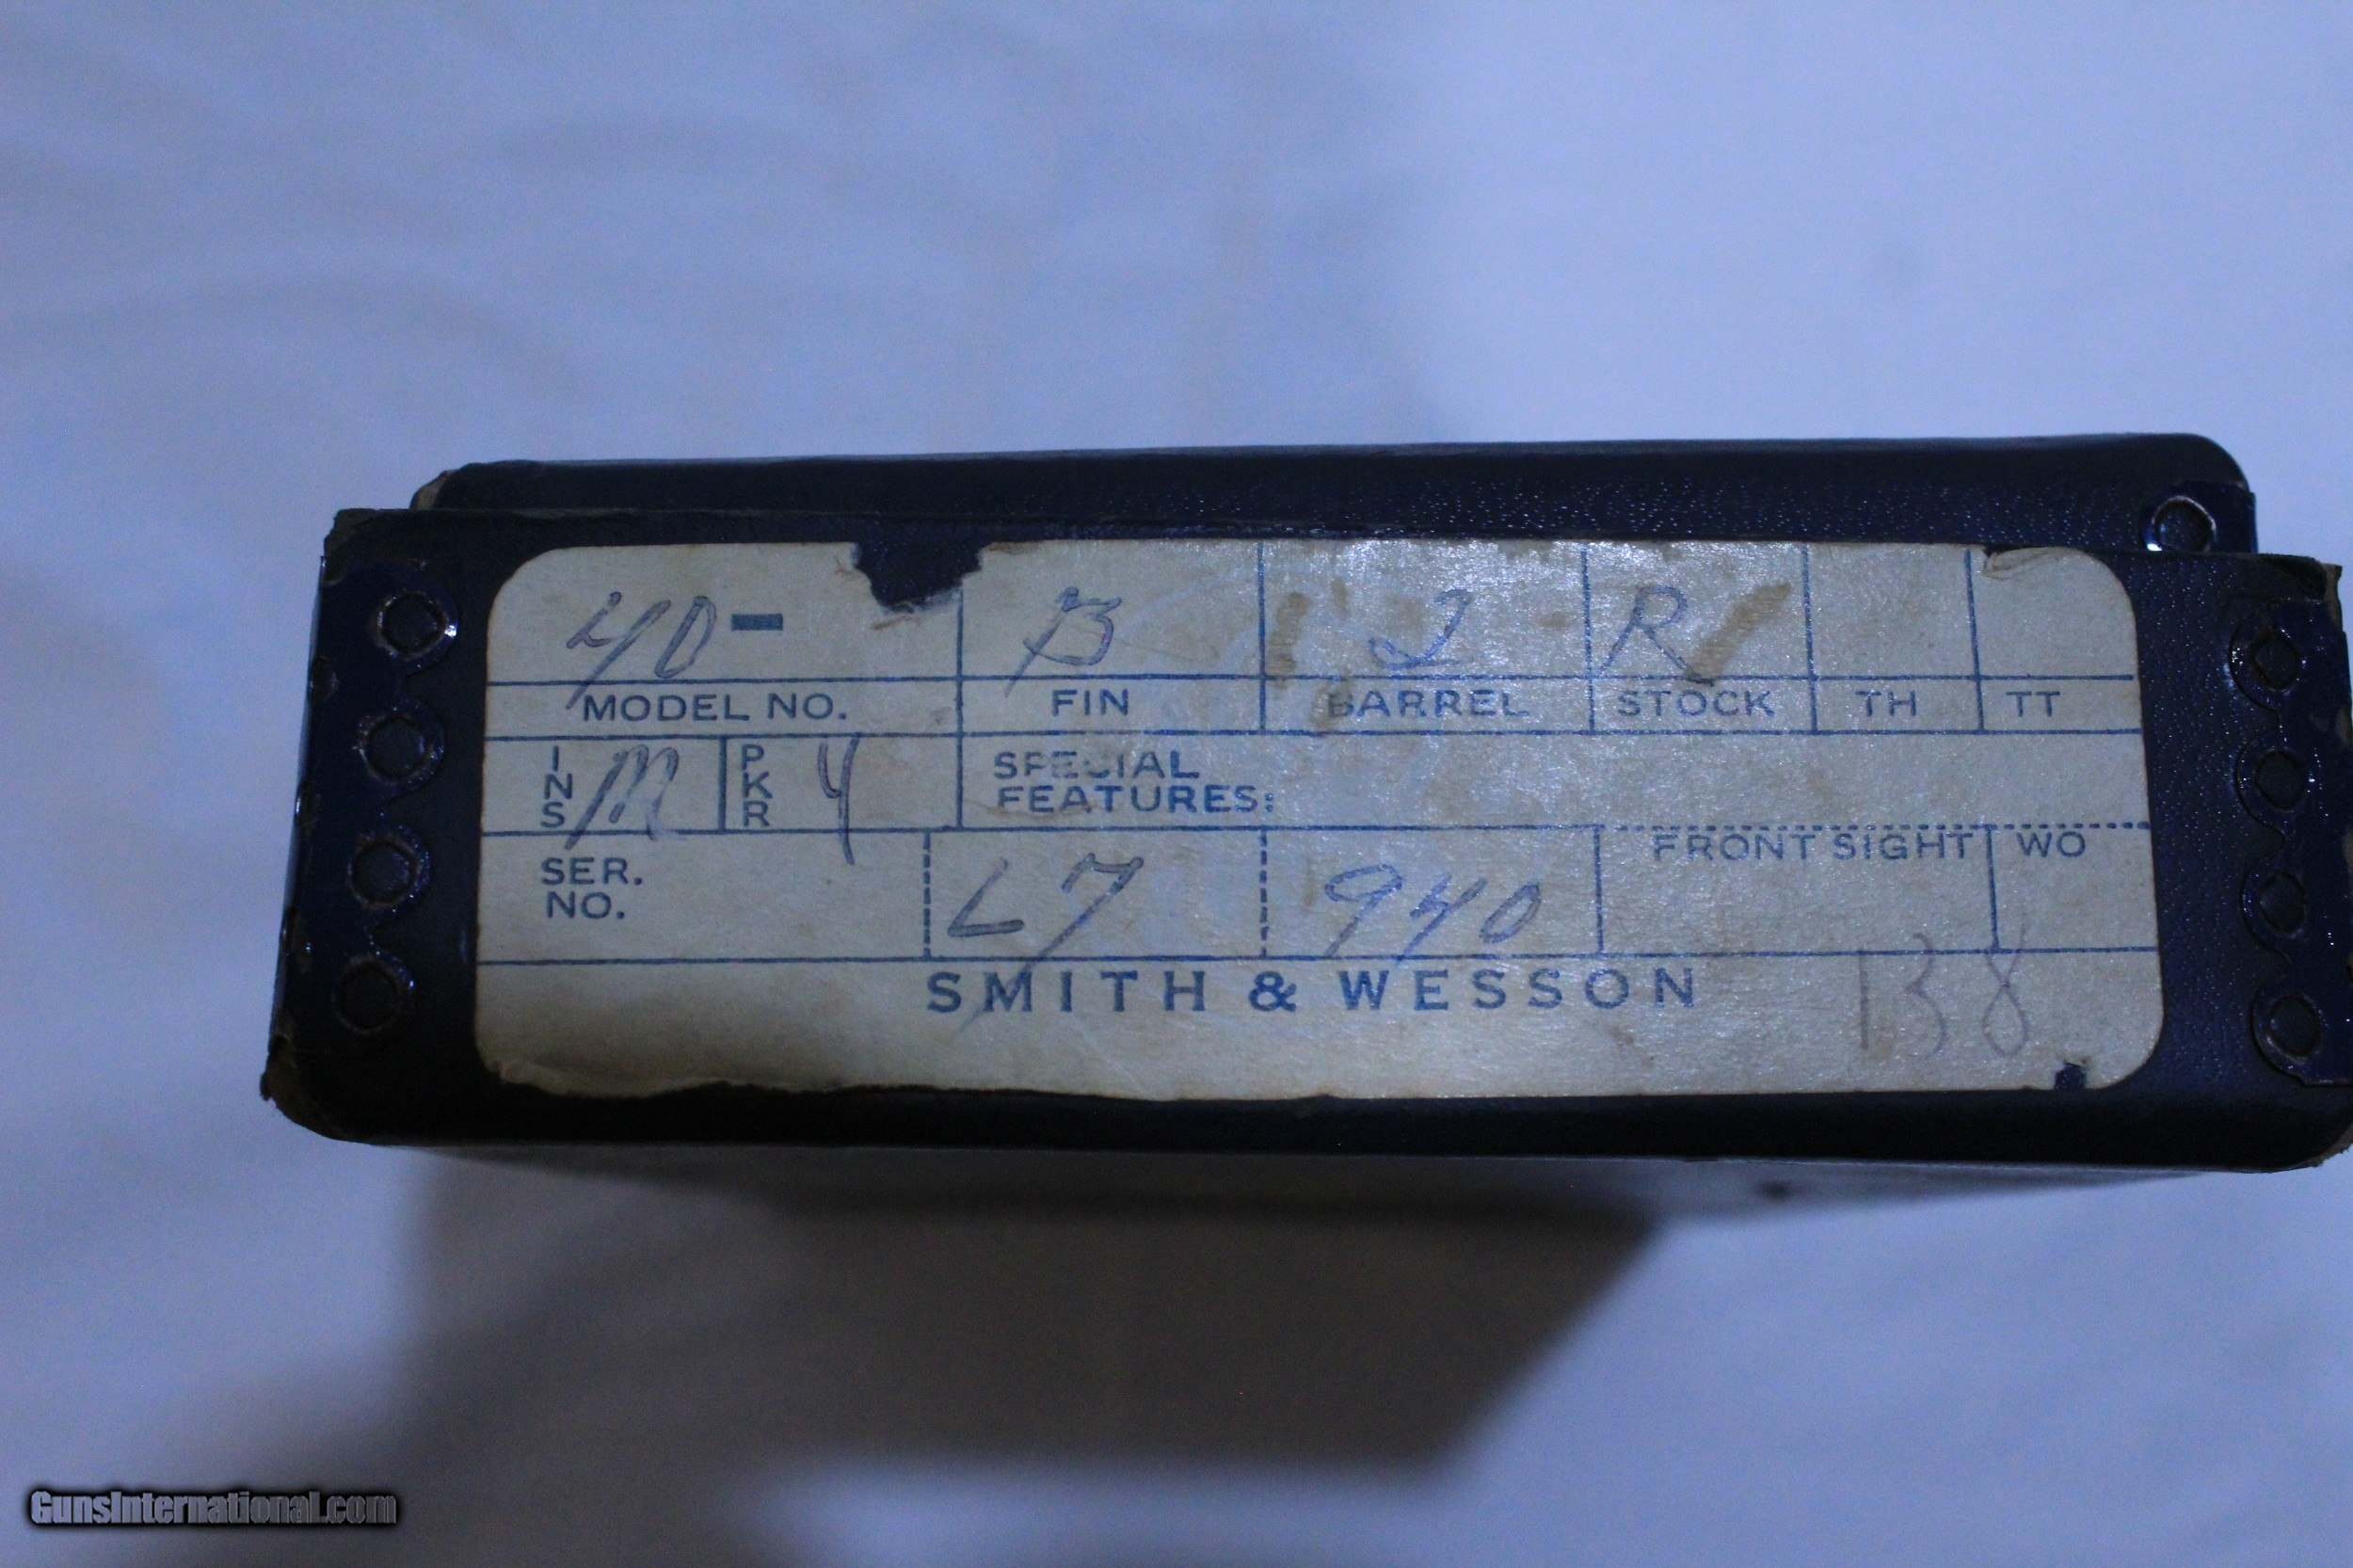 40- B 2 R
MODEL NO. FIN BARREL STOCK TH TT
INS M PKR 4 SPECIAL FEATURES:
SER. NO. L7 940 FRONT SIGHT WO
SMITH & WESSON 138
GunsInternational.com